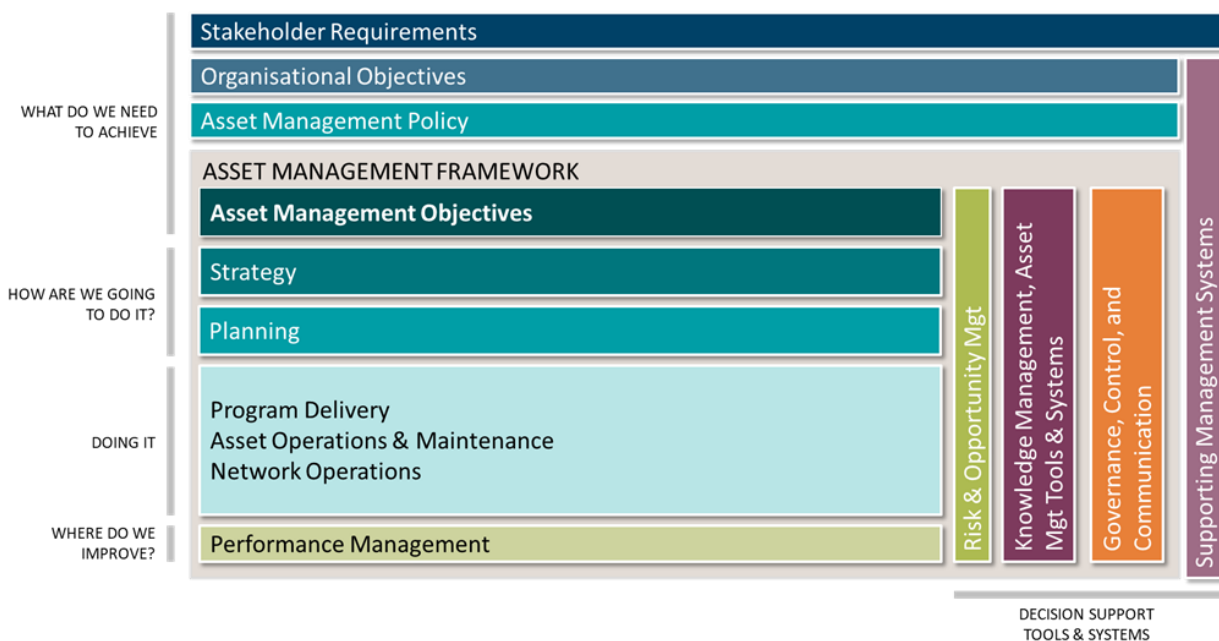 Stakeholder Requirements
Organisational Objectives
WHAT DO WE NEED
TO ACHIEVE
Asset Management Policy
ASSET MANAGEMENT FRAMEWORK
Asset Management Objectives
HOW ARE WE GOING
TO DO IT?
Strategy
Planning
DOING IT
Program Delivery
Asset Operations & Maintenance
Network Operations
WHERE DO WE
IMPROVE?
Performance Management
Risk & Opportunity Mgt
Knowledge Management, Asset
Mgt Tools & Systems
Governance, Control, and
Communication
Supporting Management Systems
DECISION SUPPORT
TOOLS & SYSTEMS